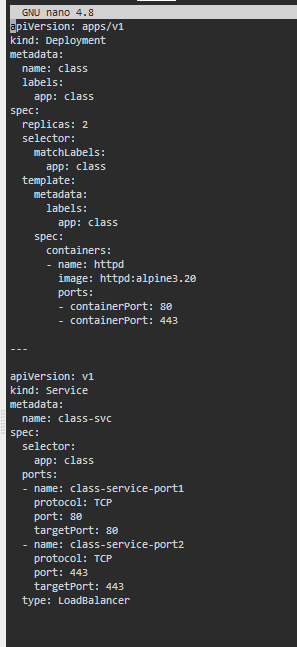 GNU nano 4.8
apiVersion: apps/v1
kind: Deployment
metadata:
  name: class
  labels:
    app: class
spec:
  replicas: 2
  selector:
    matchLabels:
      app: class
  template:
    metadata:
      labels:
        app: class
    spec:
      containers:
      - name: httpd
        image: httpd:alpine3.20
        ports:
        - containerPort: 80
        - containerPort: 443

---

apiVersion: v1
kind: Service
metadata:
  name: class-svc
spec:
  selector:
    app: class
  ports:
  - name: class-service-port1
    protocol: TCP
    port: 80
    targetPort: 80
  - name: class-service-port2
    protocol: TCP
    port: 443
    targetPort: 443
  type: LoadBalancer